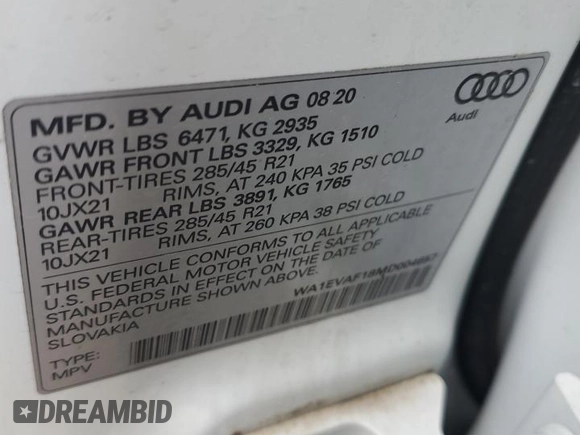 MFD. BY AUDI AG 08 20
GVWR LBS 6471, KG 2935
GAWR FRONT LBS 3329, KG 1510
FRONT-TIRES 285/45 R21
10JX21 RIMS, AT 240 KPA 35 PSI COLD
GAWR REAR LBS 3891, KG 1765
REAR-TIRES 285/45 R21
10JX21 RIMS, AT 260 KPA 38 PSI COLD
THIS VEHICLE CONFORMS TO ALL APPLICABLE
U.S. FEDERAL MOTOR VEHICLE SAFETY
STANDARDS IN EFFECT ON THE DATE OF
MANUFACTURE SHOWN ABOVE.
SLOVAKIA
TYPE:
MPV
Audi
DREAMBID